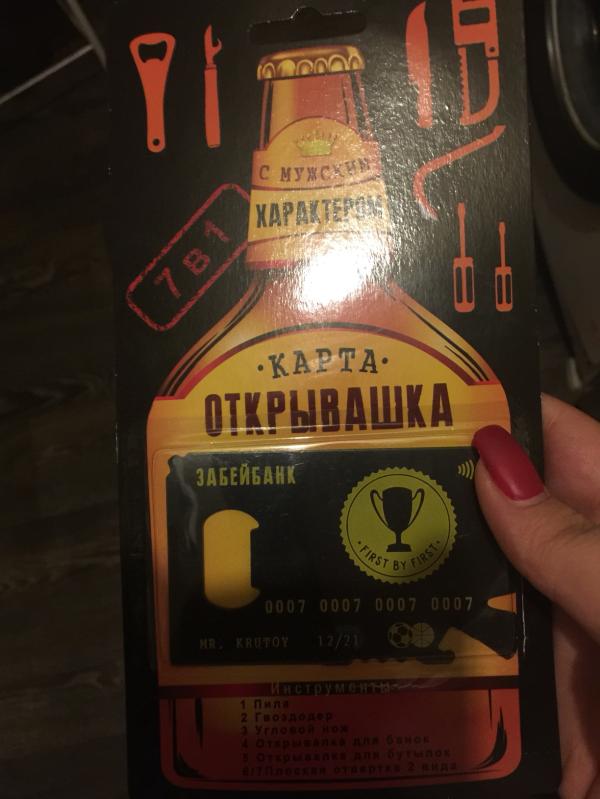 С МУЖСКИМ
ХАРАКТЕРОМ
7 В 1
·КАРТА·
ОТКРЫВАШКА
ЗАБЕЙБАНК
·FIRST BY FIRST·
0007 0007 0007 0007
MR. KRUTOY 12/21
Инструменты
1 Пила
2 Гвоздодер
3 Угловой нож
4 Открывалка для банок
5 Открывалка для бутылок
6/7Плоская отвертка 2 вида